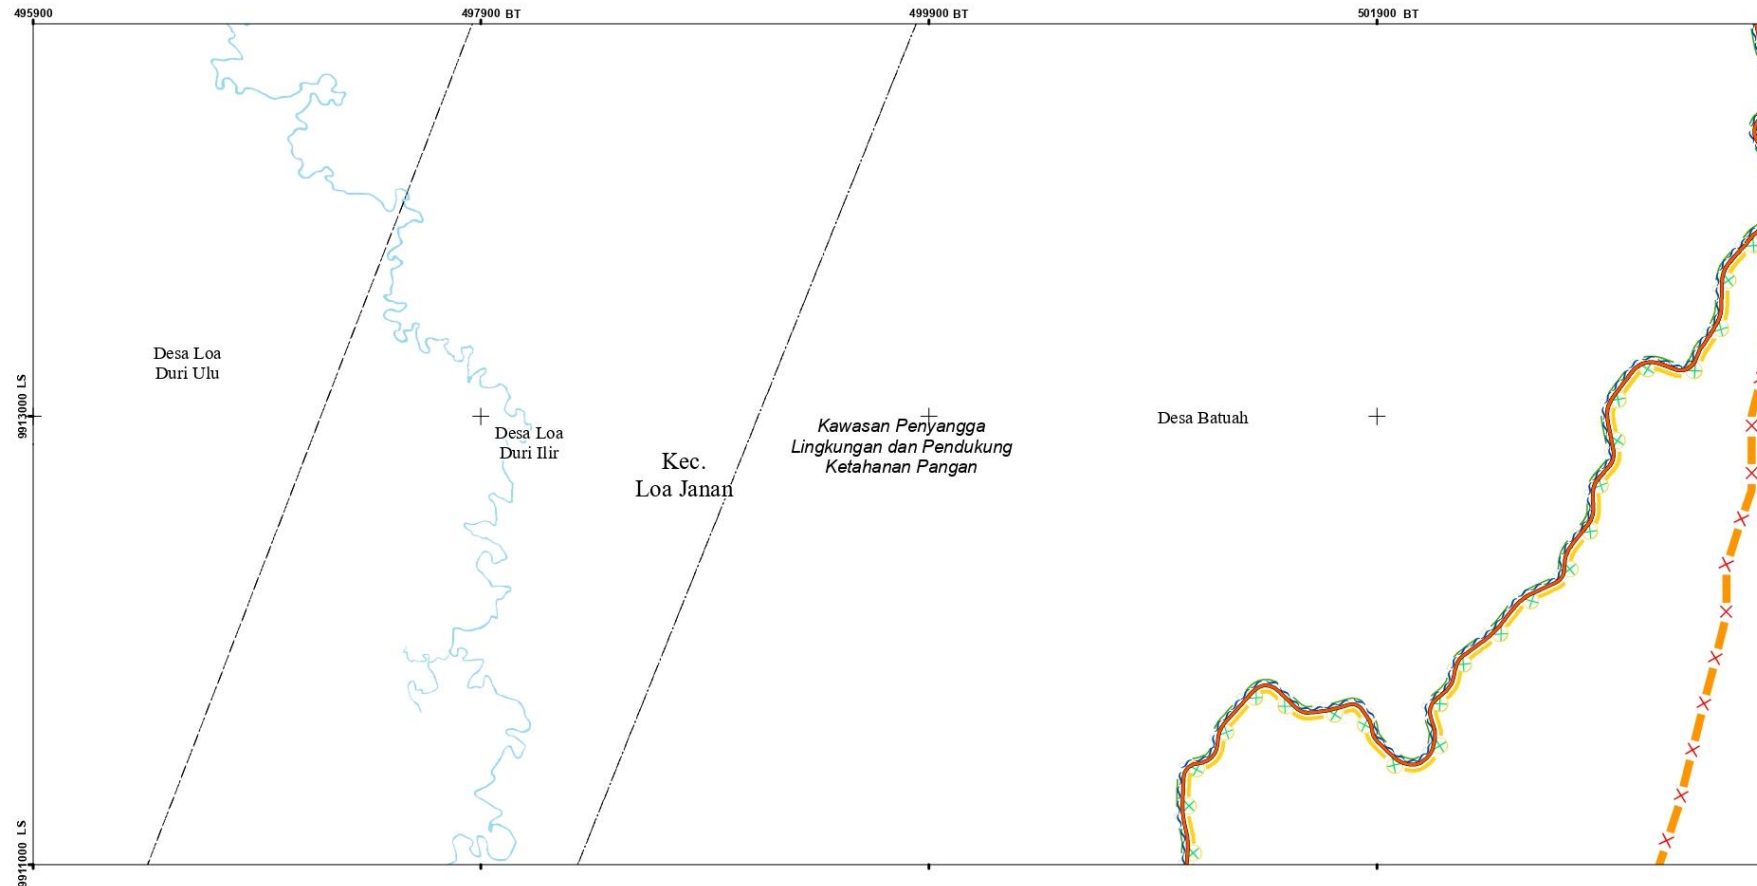 495900
497900 BT
499900 BT
501900 BT
9913000 LS
9911000 LS
Desa Loa
Duri Ulu
Desa Loa
Duri Ilir
Kec.
Loa Janan
Kawasan Penyangga
Lingkungan dan Pendukung
Ketahanan Pangan
Desa Batuah